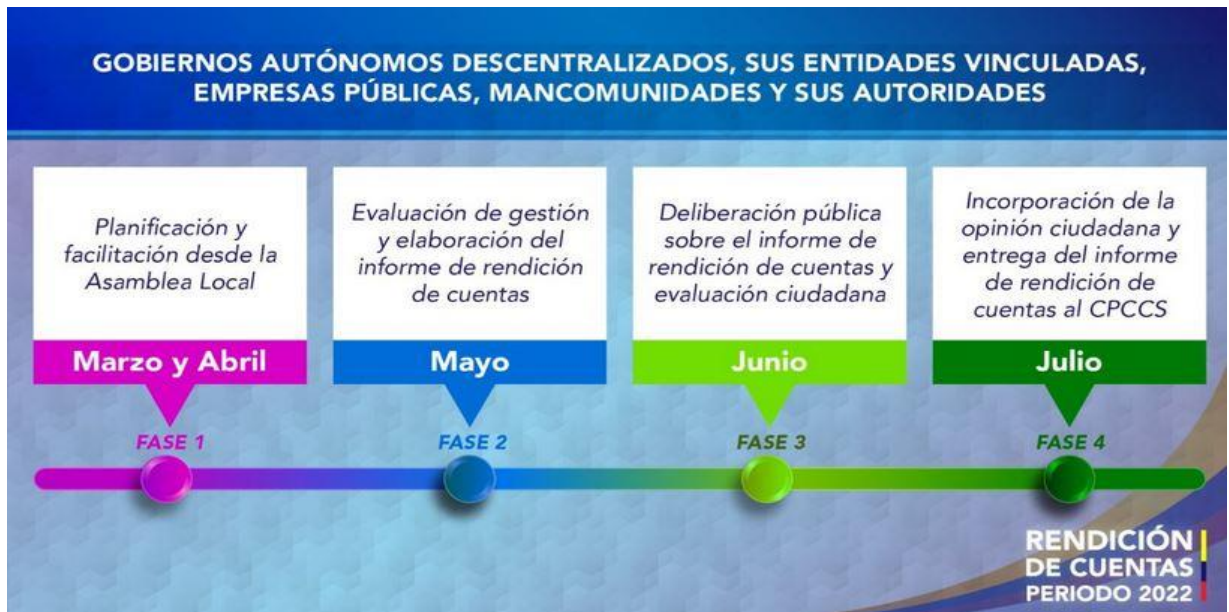 GOBIERNOS AUTÓNOMOS DESCENTRALIZADOS, SUS ENTIDADES VINCULADAS,
EMPRESAS PÚBLICAS, MANCOMUNIDADES Y SUS AUTORIDADES
Planificación y
facilitación desde la
Asamblea Local
Marzo y Abril
FASE 1
Evaluación de gestión
y elaboración del
informe de rendición
de cuentas
Mayo
FASE 2
Deliberación pública
sobre el informe de
rendición de cuentas y
evaluación ciudadana
Junio
FASE 3
Incorporación de la
opinión ciudadana y
entrega del informe
de rendición de
cuentas al CPCCS
Julio
FASE 4
RENDICIÓN
DE CUENTAS
PERIODO 2022